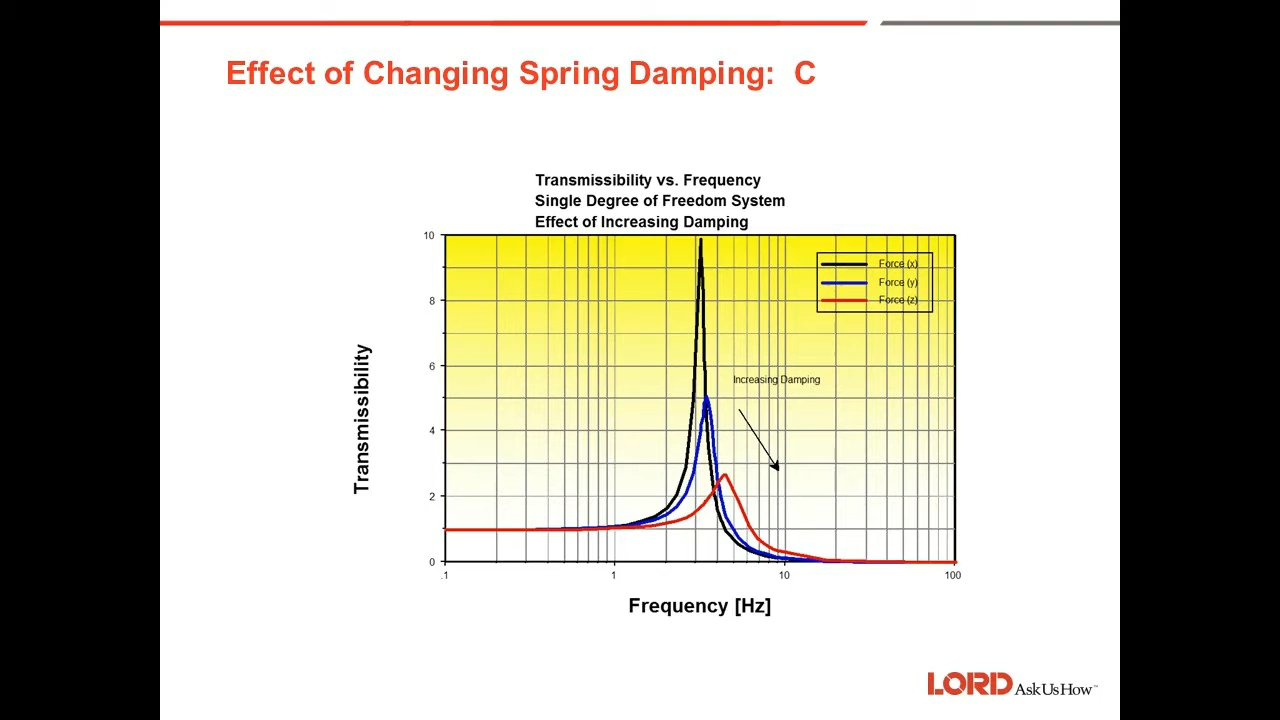 Effect of Changing Spring Damping: C
Transmissibility vs. Frequency
Single Degree of Freedom System
Effect of Increasing Damping
10
8
6
4
2
0
Transmissibility
Force (x)
Force (y)
Force (z)
Increasing Damping
.1
1
10
100
Frequency [Hz]
LORD AskUsHow™